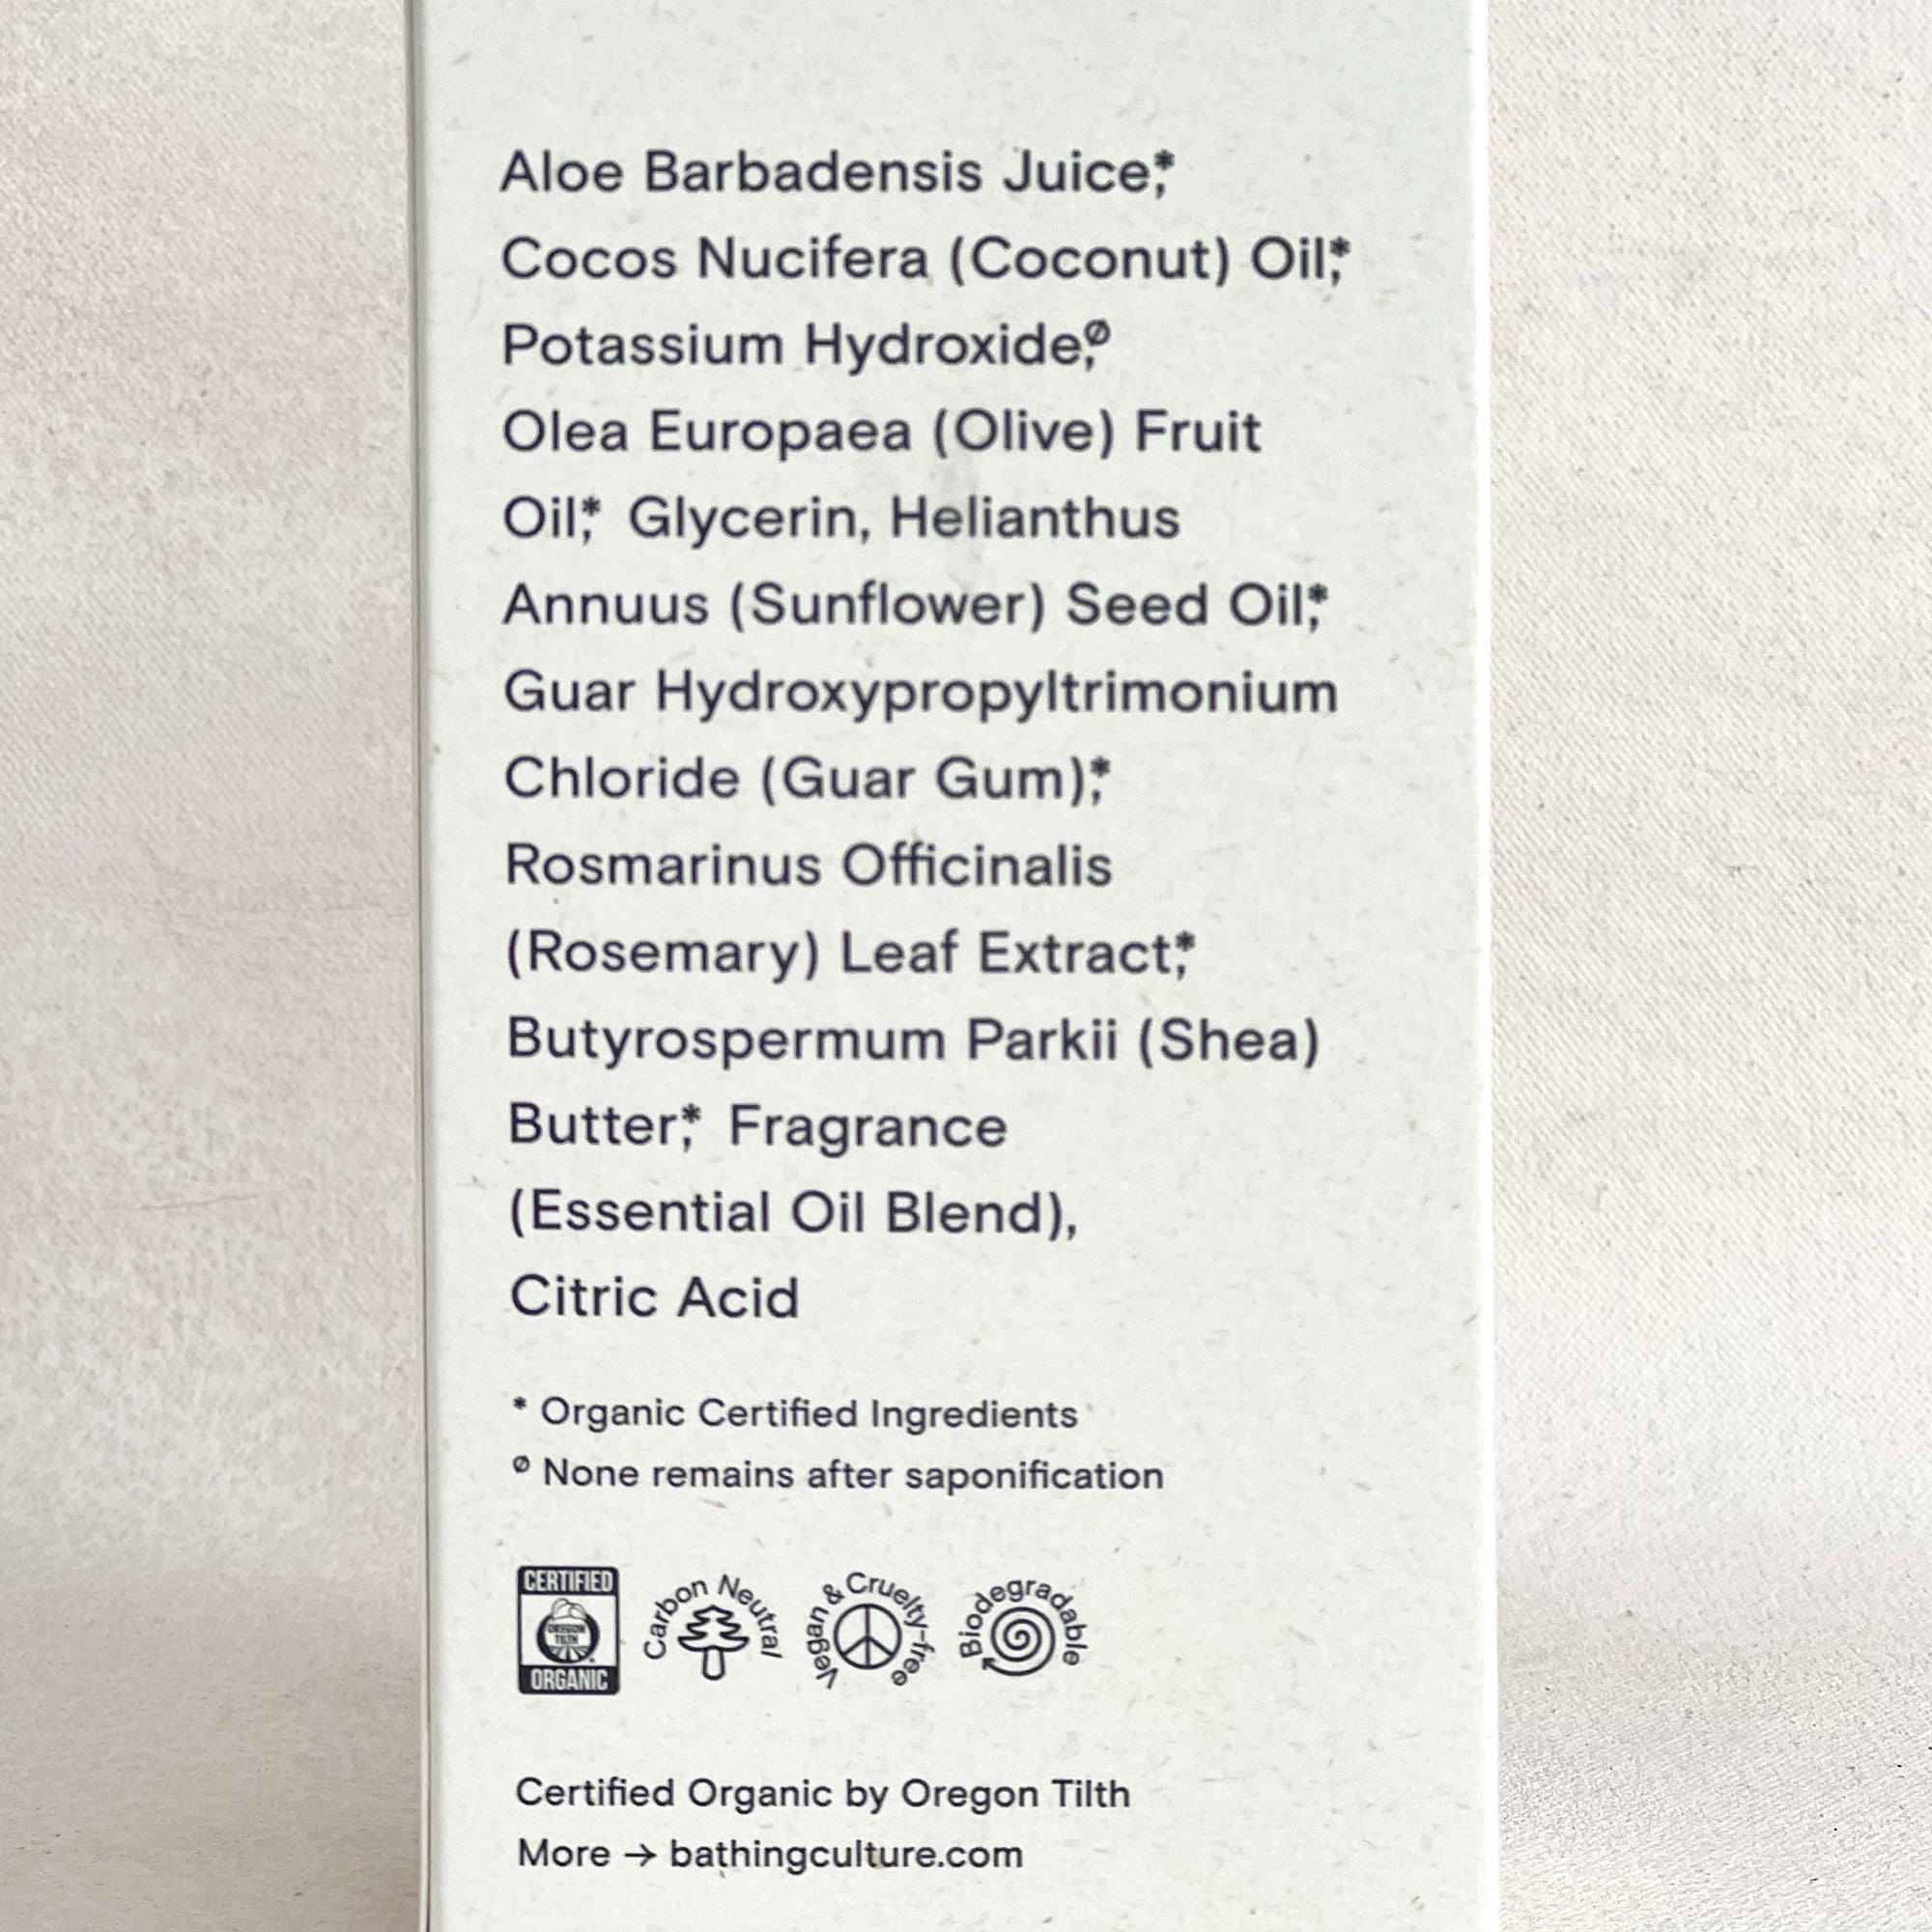 Aloe Barbadensis Juice,*
Cocos Nucifera (Coconut) Oil,*
Potassium Hydroxide,ø
Olea Europaea (Olive) Fruit
Oil,* Glycerin, Helianthus
Annuus (Sunflower) Seed Oil,*
Guar Hydroxypropyltrimonium
Chloride (Guar Gum),*
Rosmarinus Officinalis
(Rosemary) Leaf Extract,*
Butyrospermum Parkii (Shea)
Butter,* Fragrance
(Essential Oil Blend),
Citric Acid
* Organic Certified Ingredients
ø None remains after saponification
CERTIFIED
OREGON
TILTH
ORGANIC
Carbon Neutral
Vegan & Cruelty-free
Biodegradable
Certified Organic by Oregon Tilth
More → bathingculture.com